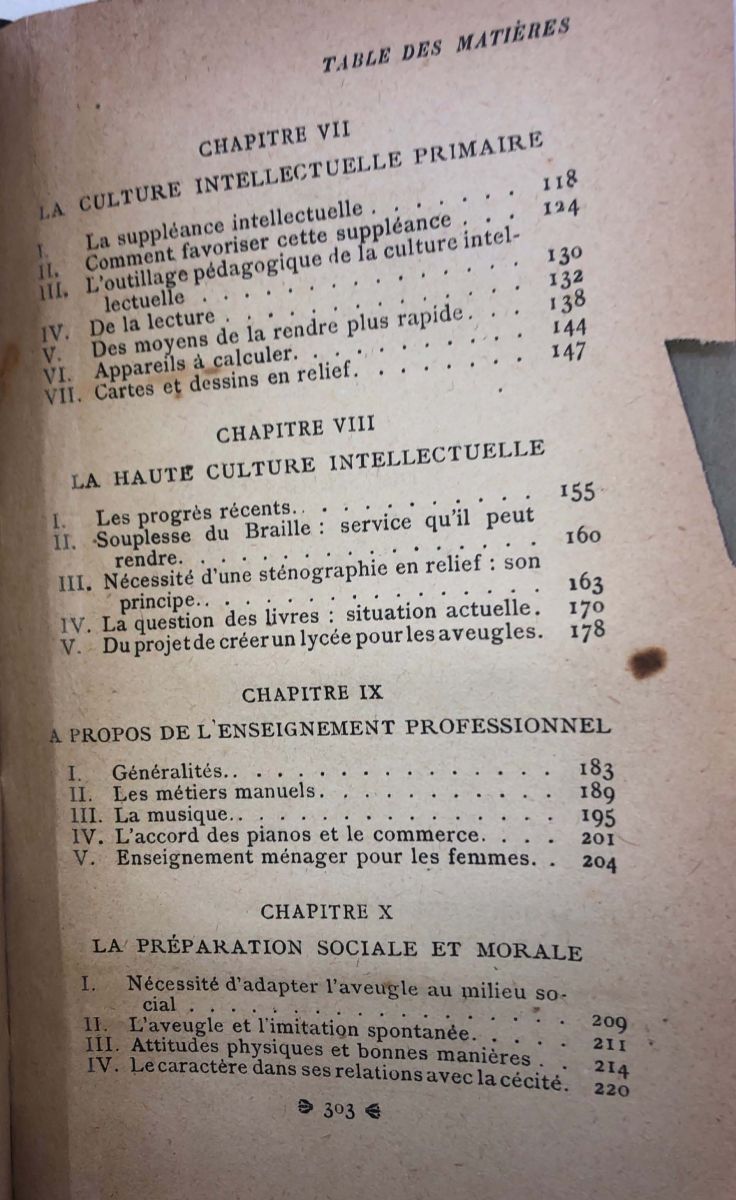 TABLE DES MATIÈRES
CHAPITRE VII
LA CULTURE INTELLECTUELLE PRIMAIRE
I. La suppléance intellectuelle . . . . . . . 118
II. Comment favoriser cette suppléance . . . 124
III. L'outillage pédagogique de la culture intel-
lectuelle . . . . . . . . . . . . . . 130
IV. De la lecture . . . . . . . . . . . . . 132
V. Des moyens de la rendre plus rapide. . . 138
VI. Appareils à calculer. . . . . . . . . . 144
VII. Cartes et dessins en relief. . . . . . . 147
CHAPITRE VIII
LA HAUTE CULTURE INTELLECTUELLE
I. Les progrès récents. . . . . . . . . . . 155
II. Souplesse du Braille : service qu'il peut
rendre. . . . . . . . . . . . . . . 160
III. Nécessité d'une sténographie en relief : son
principe. . . . . . . . . . . . . . 163
IV. La question des livres : situation actuelle. 170
V. Du projet de créer un lycée pour les aveugles. 178
CHAPITRE IX
A PROPOS DE L'ENSEIGNEMENT PROFESSIONNEL
I. Généralités. . . . . . . . . . . . . . . 183
II. Les métiers manuels. . . . . . . . . . . 189
III. La musique. . . . . . . . . . . . . . . 195
IV. L'accord des pianos et le commerce. . . . 201
V. Enseignement ménager pour les femmes. . 204
CHAPITRE X
LA PRÉPARATION SOCIALE ET MORALE
I. Nécessité d'adapter l'aveugle au milieu so-
cial . . . . . . . . . . . . . . . . 209
II. L'aveugle et l'imitation spontanée. . . . . 211
III. Attitudes physiques et bonnes manières . . 214
IV. Le caractère dans ses relations avec la cécité. 220
303